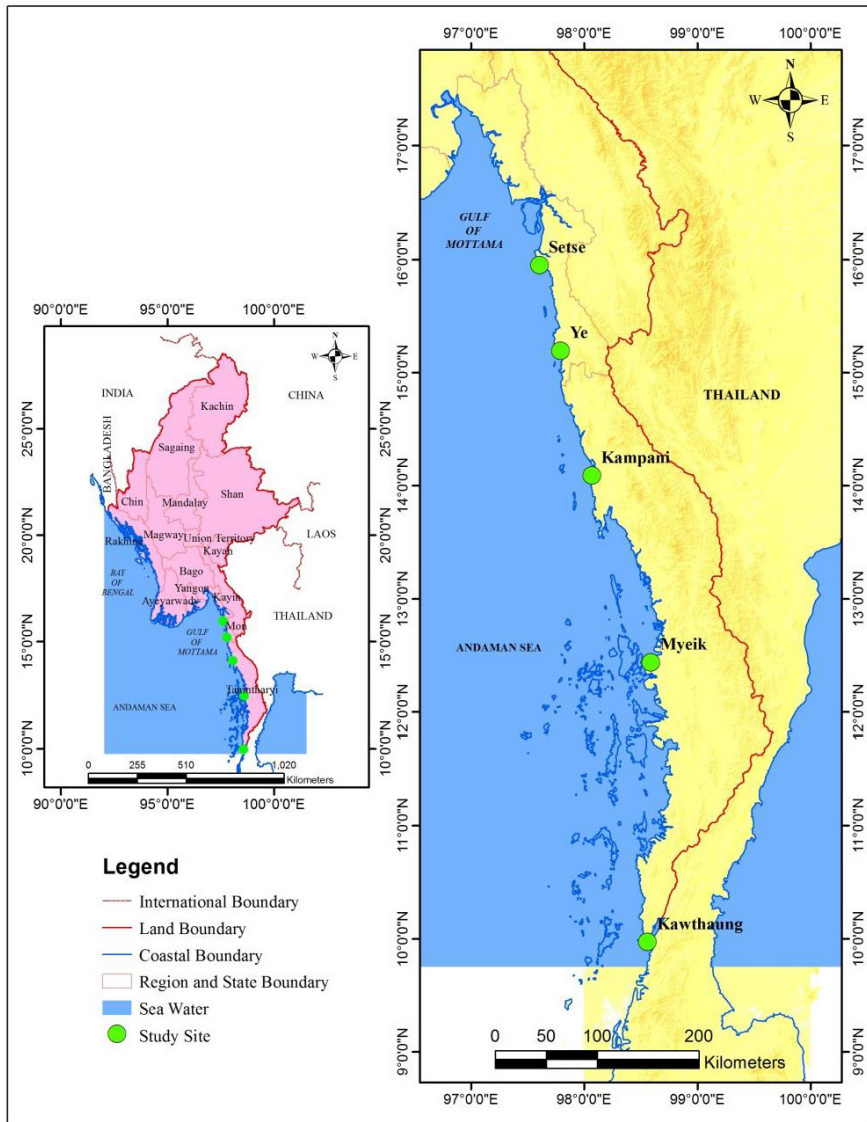 90°0'0"E 95°0'0"E 100°0'0"E
N
W E
S
INDIA
CHINA
BANGLADESH
LAOS
THAILAND
Kachin
Sagaing
Shan
Chin
Mandalay
Magway
Union Territory
Rakhine
Kayah
Bago
Yangon
Kayin
Ayeyarwady
Mon
Tanintharyi
BAY
OF
BENGAL
GULF
OF
MOTTAMA
ANDAMAN SEA
25°0'0"N
20°0'0"N
15°0'0"N
10°0'0"N
25°0'0"N
20°0'0"N
15°0'0"N
10°0'0"N
0 255 510 1,020
Kilometers
90°0'0"E 95°0'0"E 100°0'0"E
Legend
International Boundary
Land Boundary
Coastal Boundary
Region and State Boundary
Sea Water
Study Site
97°0'0"E 98°0'0"E 99°0'0"E 100°0'0"E
N
W E
S
GULF
OF
MOTTAMA
Setse
Ye
THAILAND
Kampani
ANDAMAN SEA
Myeik
Kawthaung
17°0'0"N
16°0'0"N
15°0'0"N
14°0'0"N
13°0'0"N
12°0'0"N
11°0'0"N
10°0'0"N
9°0'0"N
17°0'0"N
16°0'0"N
15°0'0"N
14°0'0"N
13°0'0"N
12°0'0"N
11°0'0"N
10°0'0"N
9°0'0"N
0 50 100 200
Kilometers
97°0'0"E 98°0'0"E 99°0'0"E 100°0'0"E